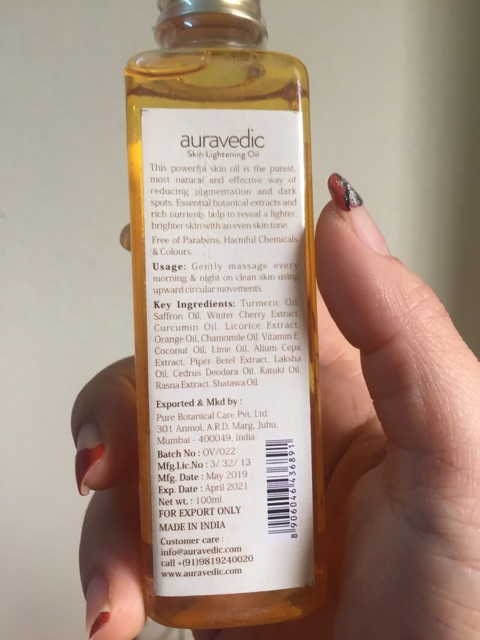 auravedic
Skin Lightening Oil
This powerful skin oil is the purest,
most natural and effective way of
reducing pigmentation and dark
spots. Essential botanical extracts and
rich nutrients help to reveal a lighter,
brighter skin with an even skin tone.
Free of Parabens, Harmful Chemicals
& Colours.
Usage: Gently massage every
morning & night on clean skin using
upward circular movements.
Key Ingredients: Turmeric Oil,
Saffron Oil, Winter Cherry Extract,
Curcumin Oil, Licorice Extract,
Orange Oil, Chamomile Oil, Vitamin E,
Coconut Oil, Lime Oil, Alium Cepa
Extract, Piper Betel Extract, Laksha
Oil, Cedrus Deodara Oil, Katuki Oil,
Rasna Extract, Shatawa Oil.
Exported & Mkd by :
Pure Botanical Care Pvt. Ltd.
301 Anmol, A.R.D. Marg, Juhu,
Mumbai - 400049, India.
Batch No : OV/022
Mfg.Lic.No : 3/ 32/ 13
Mfg. Date : May 2019
Exp. Date : April 2021
Net wt. : 100ml
FOR EXPORT ONLY
MADE IN INDIA
Customer care :
info@auravedic.com
call +(91)9819240020
www.auravedic.com
8906046436891